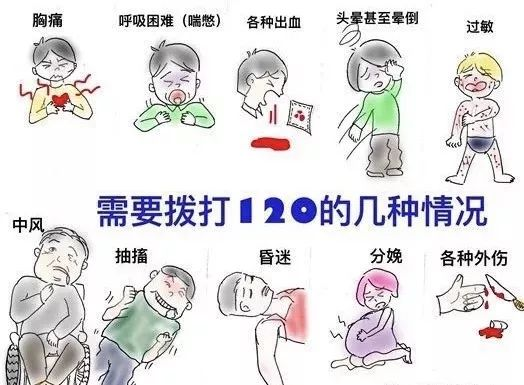 胸痛
呼吸困难（喘憋）
各种出血
头晕甚至晕倒
过敏
需要拨打120的几种情况
中风
抽搐
昏迷
分娩
各种外伤